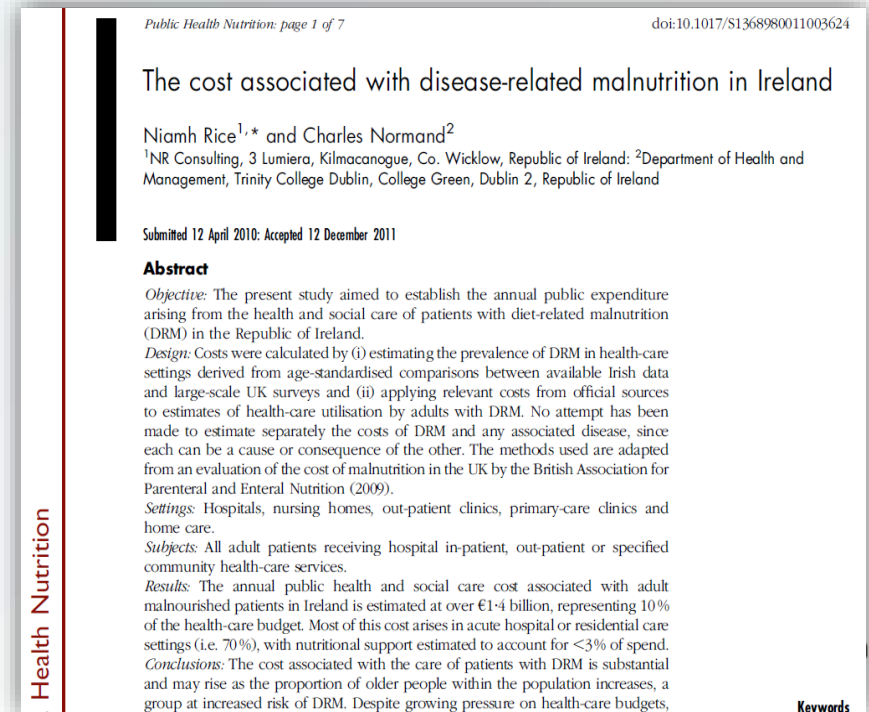 Public Health Nutrition: page 1 of 7
doi:10.1017/S1368980011003624
The cost associated with disease-related malnutrition in Ireland
Niamh Rice1,* and Charles Normand2
1NR Consulting, 3 Lumiera, Kilmacanogue, Co. Wicklow, Republic of Ireland: 2Department of Health and
Management, Trinity College Dublin, College Green, Dublin 2, Republic of Ireland
Submitted 12 April 2010: Accepted 12 December 2011
Abstract
Objective: The present study aimed to establish the annual public expenditure
arising from the health and social care of patients with diet-related malnutrition
(DRM) in the Republic of Ireland.
Design: Costs were calculated by (i) estimating the prevalence of DRM in health-care
settings derived from age-standardised comparisons between available Irish data
and large-scale UK surveys and (ii) applying relevant costs from official sources
to estimates of health-care utilisation by adults with DRM. No attempt has been
made to estimate separately the costs of DRM and any associated disease, since
each can be a cause or consequence of the other. The methods used are adapted
from an evaluation of the cost of malnutrition in the UK by the British Association for
Parenteral and Enteral Nutrition (2009).
Settings: Hospitals, nursing homes, out-patient clinics, primary-care clinics and
home care.
Subjects: All adult patients receiving hospital in-patient, out-patient or specified
community health-care services.
Results: The annual public health and social care cost associated with adult
malnourished patients in Ireland is estimated at over €1·4 billion, representing 10%
of the health-care budget. Most of this cost arises in acute hospital or residential care
settings (i.e. 70%), with nutritional support estimated to account for <3% of spend.
Conclusions: The cost associated with the care of patients with DRM is substantial
and may rise as the proportion of older people within the population increases, a
group at increased risk of DRM. Despite growing pressure on health-care budgets,
Keywords
Health Nutrition